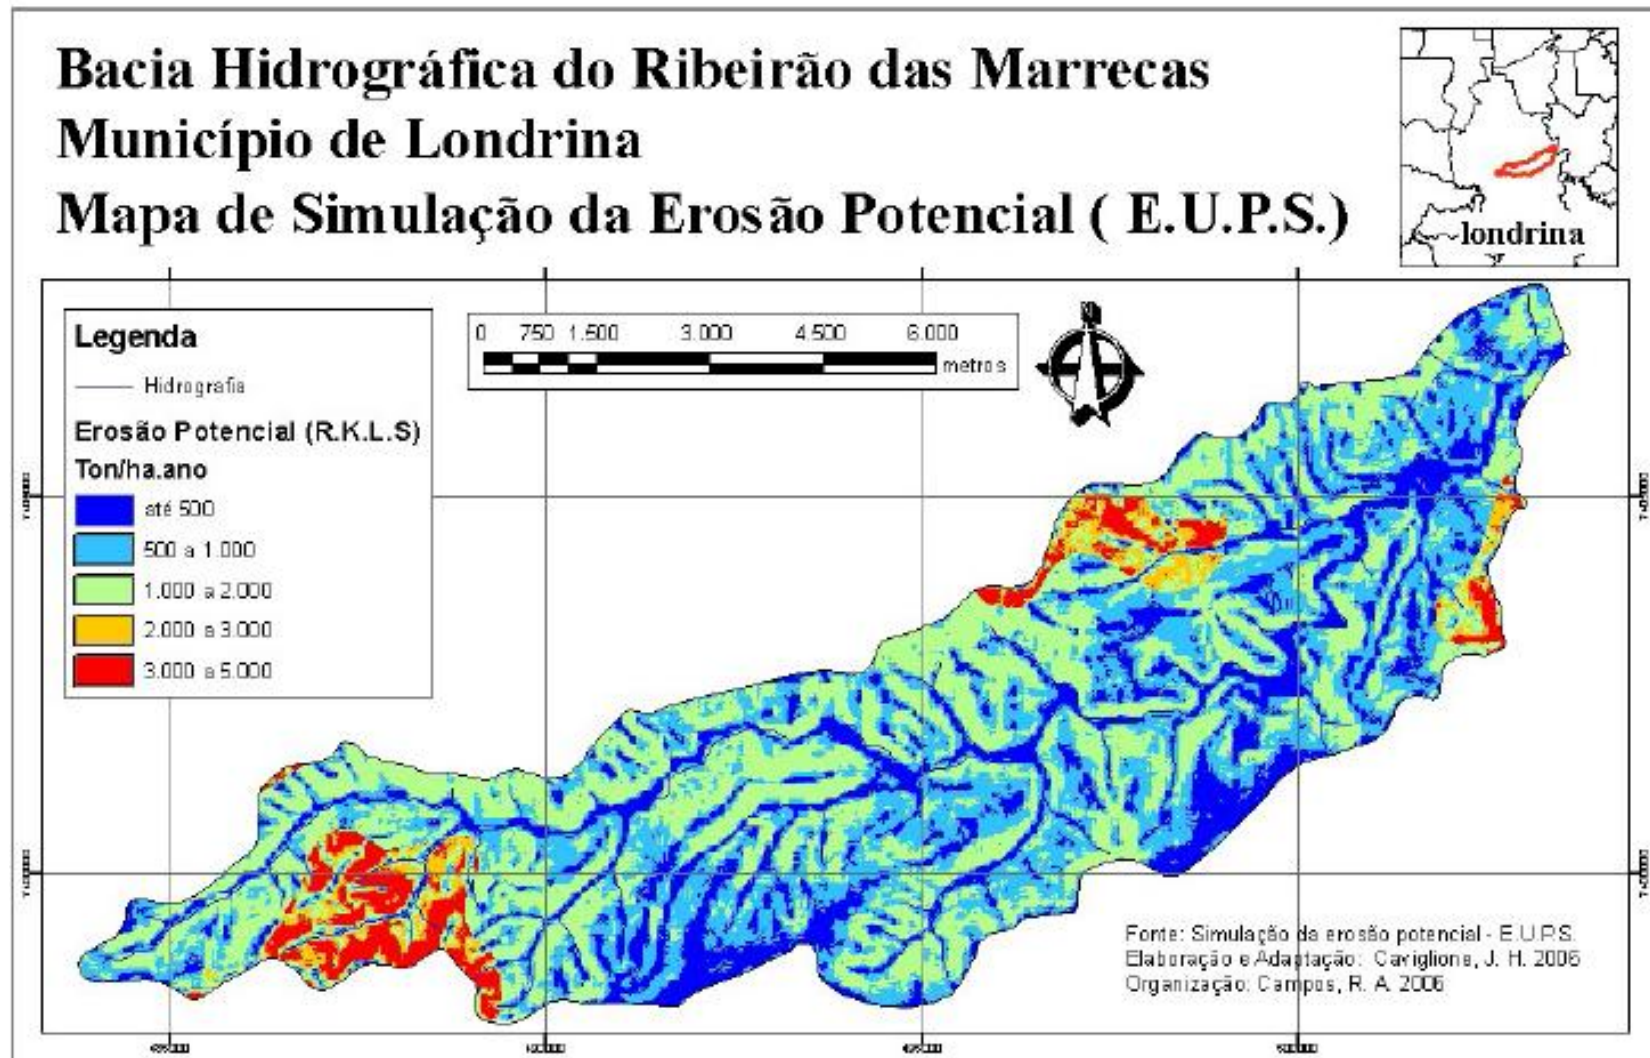 Bacia Hidrográfica do Ribeirão das Marrecas
Município de Londrina
Mapa de Simulação da Erosão Potencial ( E.U.P.S.)
londrina
Legenda
Hidrografia
Erosão Potencial (R.K.L.S)
Ton/ha.ano
até 500
500 a 1.000
1.000 a 2.000
2.000 a 3.000
3.000 a 5.000
0 750 1.500 3.000 4.500 6.000
metros
Fonte: Simulação da erosão potencial - E.U.P.S.
Elaboração e Adaptação: Caviglione, J. H. 2006
Organização: Campos, R. A. 2006